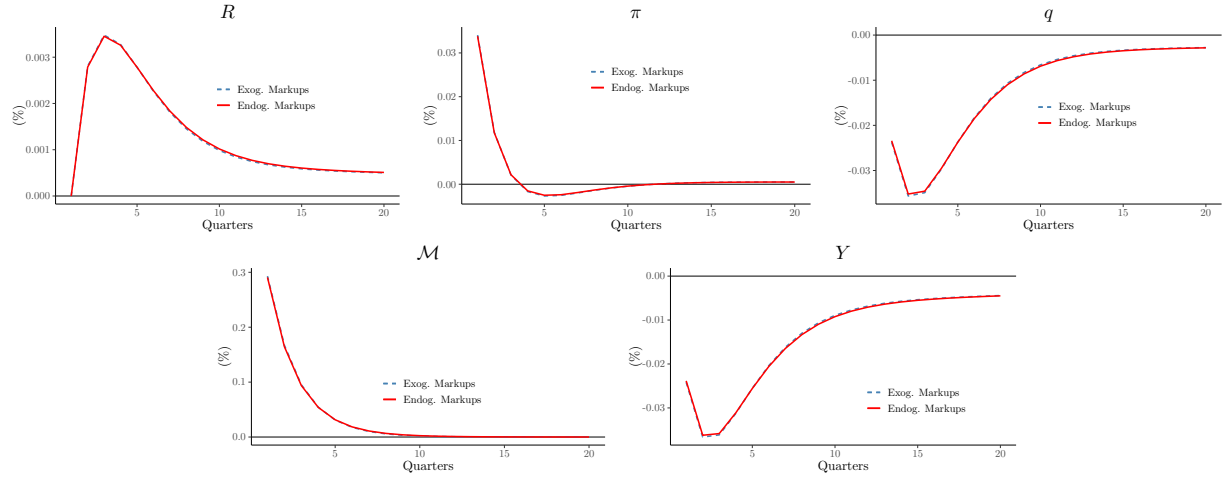 R
(%)
0.003
0.002
0.001
0.000
Exog. Markups
Endog. Markups
5
10
15
20
Quarters
π
(%)
0.03
0.02
0.01
0.00
Exog. Markups
Endog. Markups
5
10
15
20
Quarters
q
(%)
0.00
-0.01
-0.02
-0.03
Exog. Markups
Endog. Markups
5
10
15
20
Quarters
ℳ
(%)
0.3
0.2
0.1
0.0
Exog. Markups
Endog. Markups
5
10
15
20
Quarters
Y
(%)
0.00
-0.01
-0.02
-0.03
Exog. Markups
Endog. Markups
5
10
15
20
Quarters